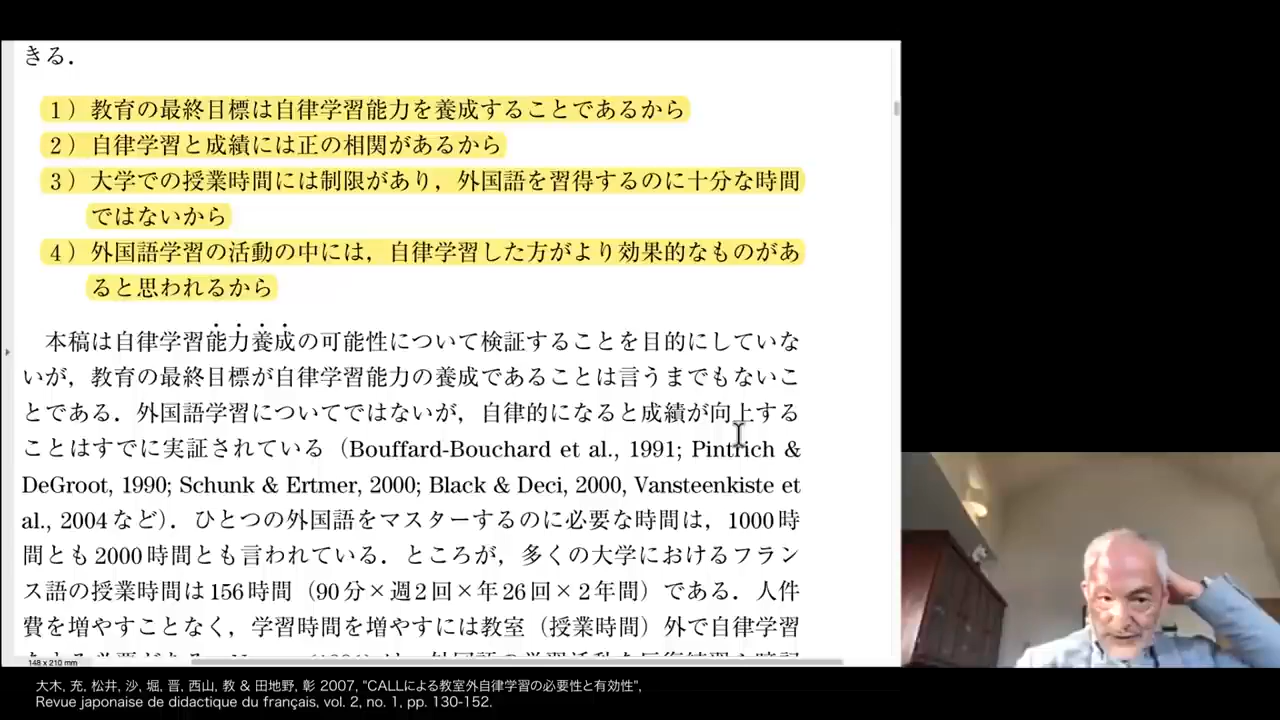 きる．
1）教育の最終目標は自律学習能力を養成することであるから
2）自律学習と成績には正の相関があるから
3）大学での授業時間には制限があり，外国語を習得するのに十分な時間
ではないから
4）外国語学習の活動の中には，自律学習した方がより効果的なものがあ
ると思われるから
本稿は自律学習能力養成の可能性について検証することを目的にしていな
いが，教育の最終目標が自律学習能力の養成であることは言うまでもないこ
とである．外国語学習についてではないが，自律的になると成績が向上する
ことはすでに実証されている（Bouffard-Bouchard et al., 1991; Pintrich &
DeGroot, 1990; Schunk & Ertmer, 2000; Black & Deci, 2000, Vansteenkiste et
al., 2004など）．ひとつの外国語をマスターするのに必要な時間は，1000時
間とも2000時間とも言われている．ところが，多くの大学におけるフラン
ス語の授業時間は156時間（90分×週2回×年26回×2年間）である．人件
費を増やすことなく，学習時間を増やすには教室（授業時間）外で自律学習
148 x 210 mm
大木, 充, 松井, 沙, 堀, 晋, 西山, 教 & 田地野, 彰 2007, "CALLによる教室外自律学習の必要性と有効性",
Revue japonaise de didactique du français, vol. 2, no. 1, pp. 130-152.